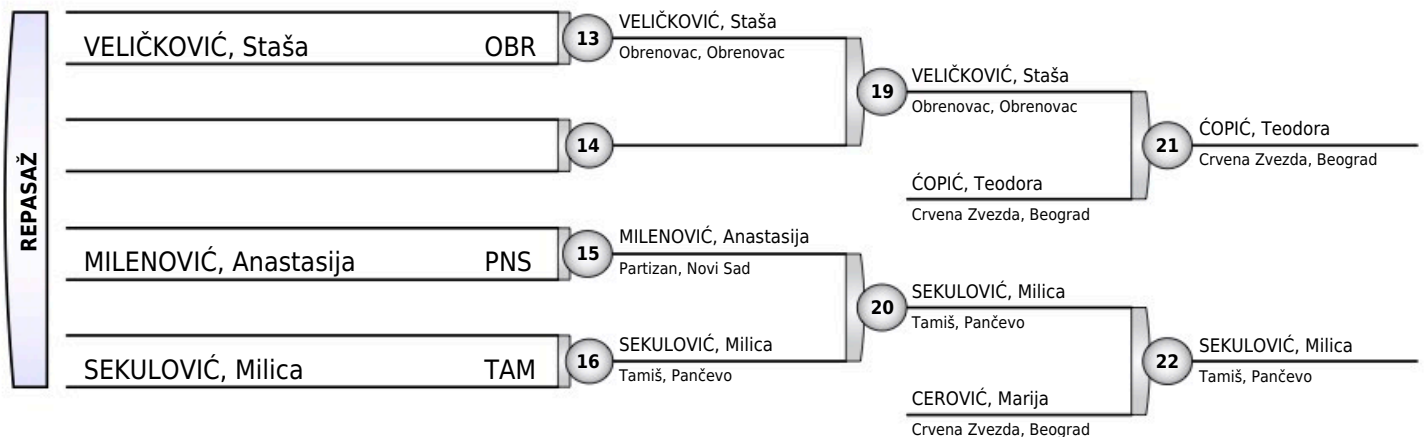 REPASAŽ
VELIČKOVIĆ, Staša OBR
13
VELIČKOVIĆ, Staša
Obrenovac, Obrenovac
14
19
VELIČKOVIĆ, Staša
Obrenovac, Obrenovac
ĆOPIĆ, Teodora
Crvena Zvezda, Beograd
21
ĆOPIĆ, Teodora
Crvena Zvezda, Beograd
MILENOVIĆ, Anastasija PNS
15
MILENOVIĆ, Anastasija
Partizan, Novi Sad
SEKULOVIĆ, Milica TAM
16
SEKULOVIĆ, Milica
Tamiš, Pančevo
20
SEKULOVIĆ, Milica
Tamiš, Pančevo
CEROVIĆ, Marija
Crvena Zvezda, Beograd
22
SEKULOVIĆ, Milica
Tamiš, Pančevo